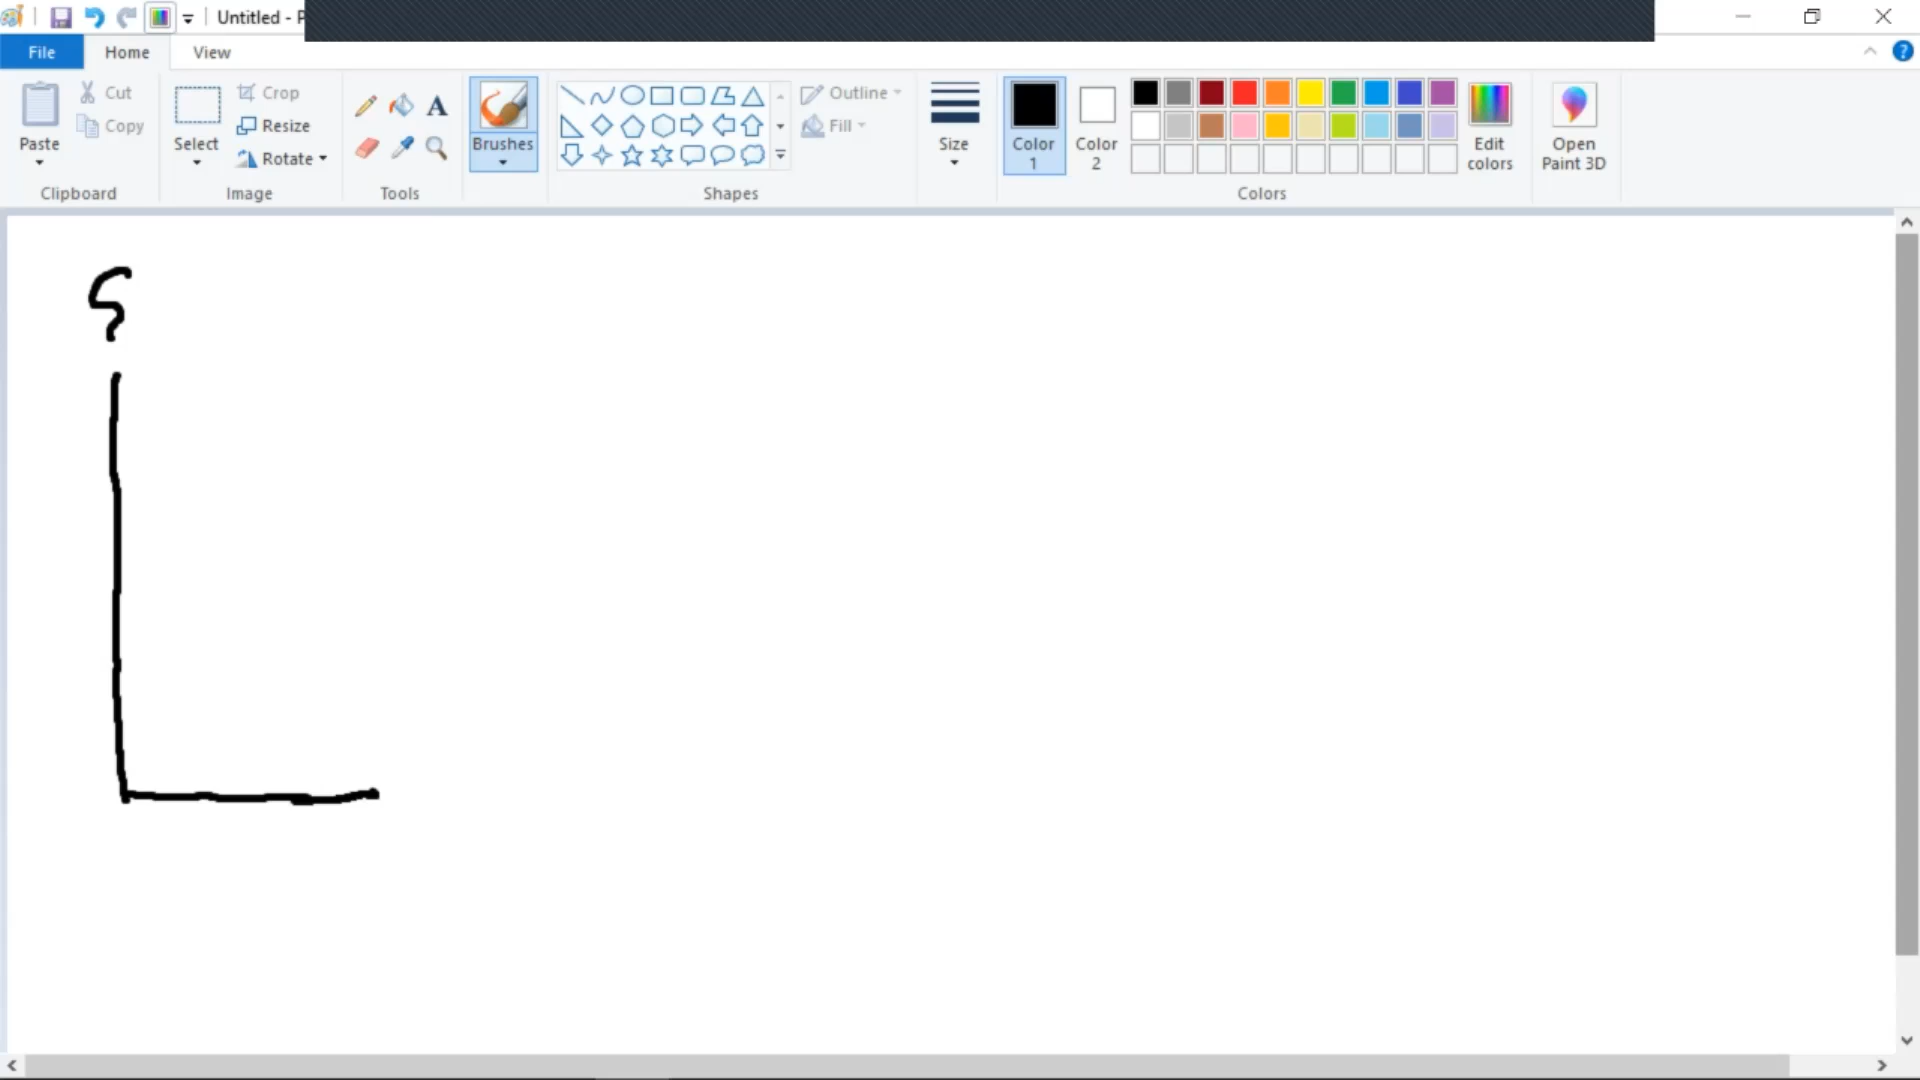 Untitled - P
File Home View
Paste Cut Copy Clipboard
Select Crop Resize Rotate Image
Tools
Brushes
Outline Fill Shapes
Size
Color 1 Color 2 Edit colors Colors
Open Paint 3D
S